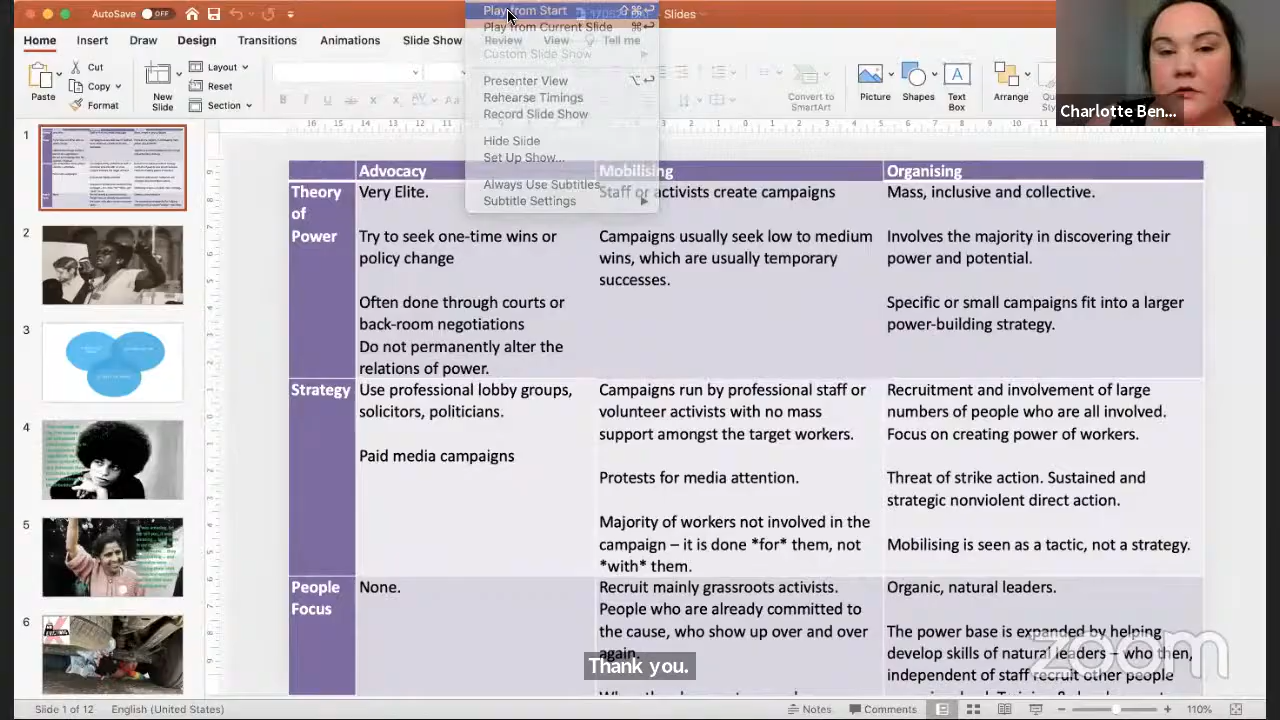 AutoSave
OFF
Slides
Play from Start
Play from Current Slide
Custom Slide Show
Presenter View
Rehearse Timings
Record Slide Show
Hide Slide
Set Up Show...
Always Use Subtitles
Subtitle Settings
Home
Insert
Draw
Design
Transitions
Animations
Slide Show
Review
View
Tell me
Paste
Cut
Copy
Format
New
Slide
Layout
Reset
Section
Convert to
SmartArt
Picture
Shapes
Text
Box
Arrange
Charlotte Ben...
Advocacy
Mobilising
Organising
Theory
of
Power
Very Elite
Try to seek one-time wins or
policy change
Often done through courts or
back-room negotiations
Do not permanently alter the
relations of power.
Staff or activists create campaigns
Campaigns usually seek low to medium
wins, which are usually temporary
successes.
Mass, inclusive and collective.
Involves the majority in discovering their
power and potential.
Specific or small campaigns fit into a larger
power-building strategy.
Strategy
Use professional lobby groups,
solicitors, politicians.
Paid media campaigns
Campaigns run by professional staff or
volunteer activists with no mass
support amongst the target workers.
Protests for media attention.
Majority of workers not involved in the
campaign – it is done *for* them, not
*with* them.
Recruitment and involvement of large
numbers of people who are all involved.
Focus on creating power of workers.
Threat of strike action. Sustained and
strategic nonviolent direct action.
Mobilising is seen as a tactic, not a strategy.
People
Focus
None.
Recruit mainly grassroots activists.
People who are already committed to
the cause, who show up over and over
again.
Organic, natural leaders.
The power base is expanded by helping
develop skills of natural leaders – who then,
independent of staff recruit other people
Thank you.
zoom
1
2
3
4
5
6
Slide 1 of 12
English (United States)
Notes
Comments
110%